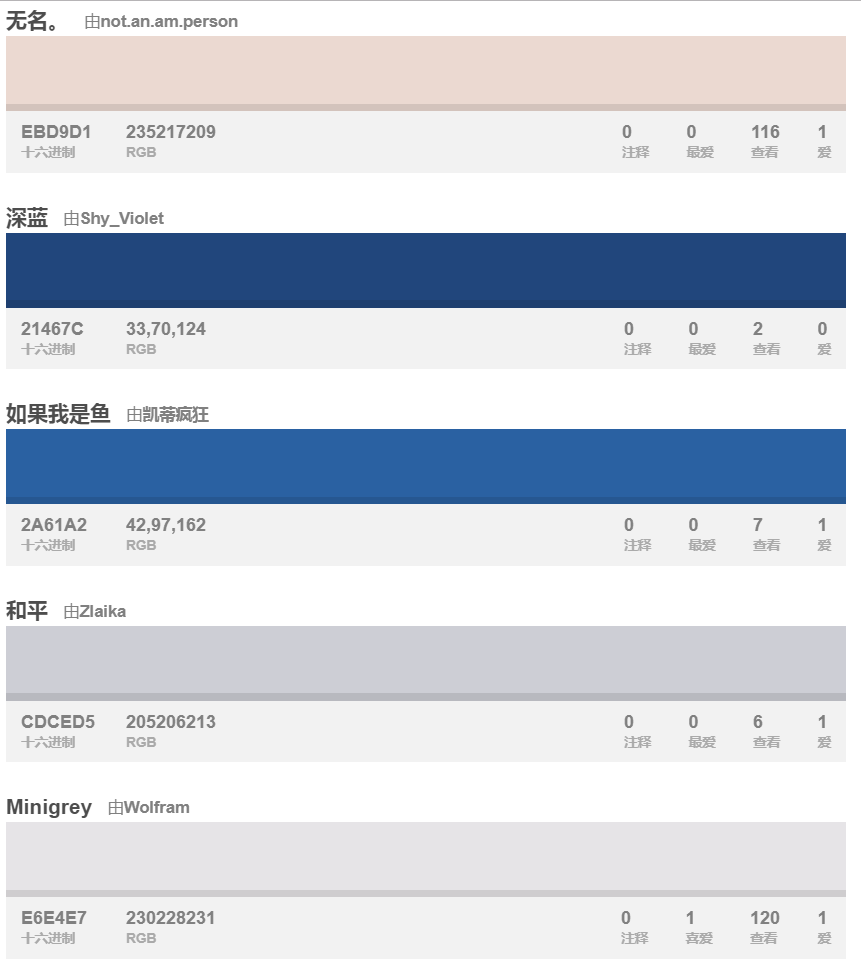 无名。 由not.an.am.person
EBD9D1 235217209 0 0 116 1
十六进制 RGB 注释 最爱 查看 爱
深蓝 由Shy_Violet
21467C 33,70,124 0 0 2 0
十六进制 RGB 注释 最爱 查看 爱
如果我是鱼 由凯蒂疯狂
2A61A2 42,97,162 0 0 7 1
十六进制 RGB 注释 最爱 查看 爱
和平 由Zlaika
CDCED5 205206213 0 0 6 1
十六进制 RGB 注释 最爱 查看 爱
Minigrey 由Wolfram
E6E4E7 230228231 0 1 120 1
十六进制 RGB 注释 喜爱 查看 爱